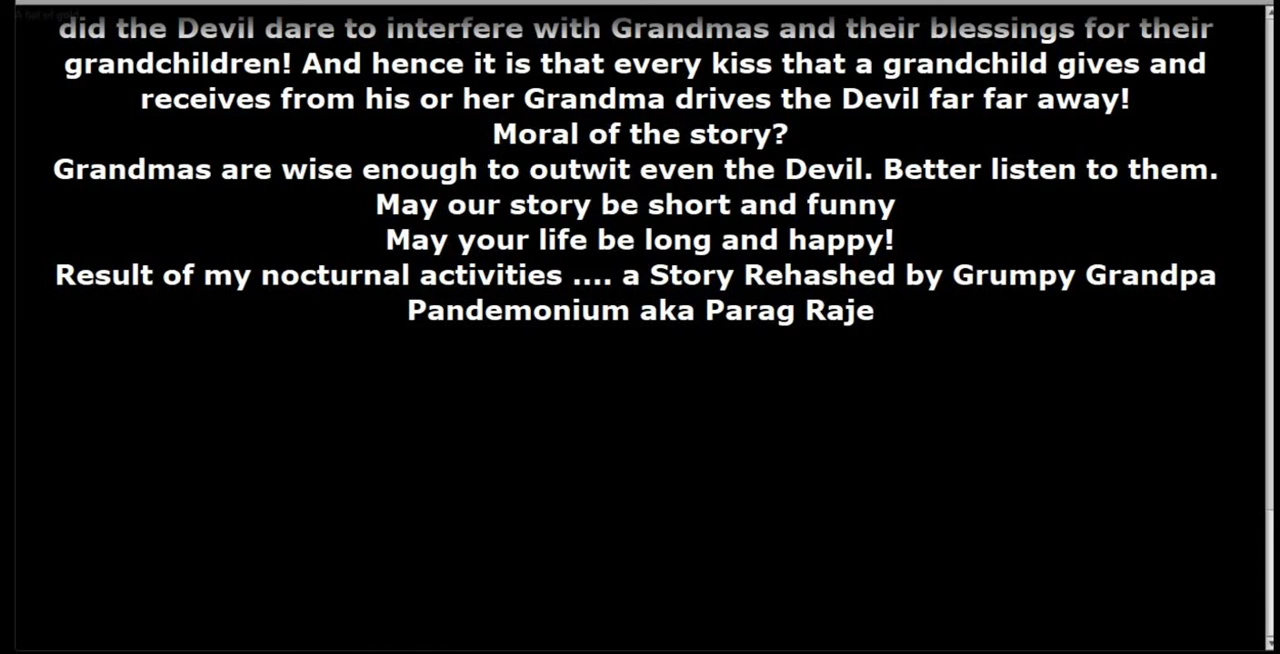 did the Devil dare to interfere with Grandmas and their blessings for their
grandchildren! And hence it is that every kiss that a grandchild gives and
receives from his or her Grandma drives the Devil far far away!
Moral of the story?
Grandmas are wise enough to outwit even the Devil. Better listen to them.
May our story be short and funny
May your life be long and happy!
Result of my nocturnal activities .... a Story Rehashed by Grumpy Grandpa
Pandemonium aka Parag Raje